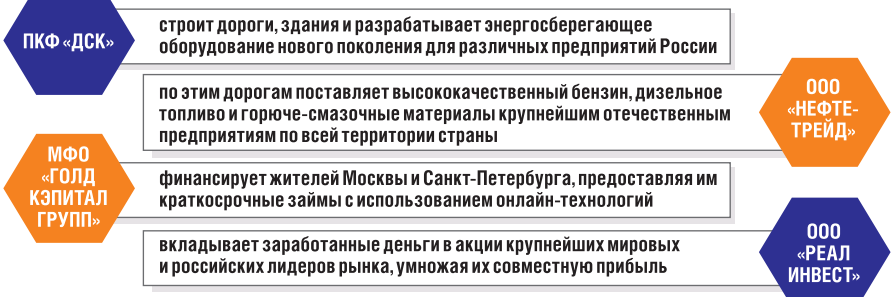 ПКФ «ДСК»
строит дороги, здания и разрабатывает энергосберегающее
оборудование нового поколения для различных предприятий России
по этим дорогам поставляет высококачественный бензин, дизельное
топливо и горюче-смазочные материалы крупнейшим отечественным
предприятиям по всей территории страны
ООО
«НЕФТЕ-
ТРЕЙД»
МФО
«ГОЛД
КЭПИТАЛ
ГРУПП»
финансирует жителей Москвы и Санкт-Петербурга, предоставляя им
краткосрочные займы с использованием онлайн-технологий
вкладывает заработанные деньги в акции крупнейших мировых
и российских лидеров рынка, умножая их совместную прибыль
ООО
«РЕАЛ
ИНВЕСТ»